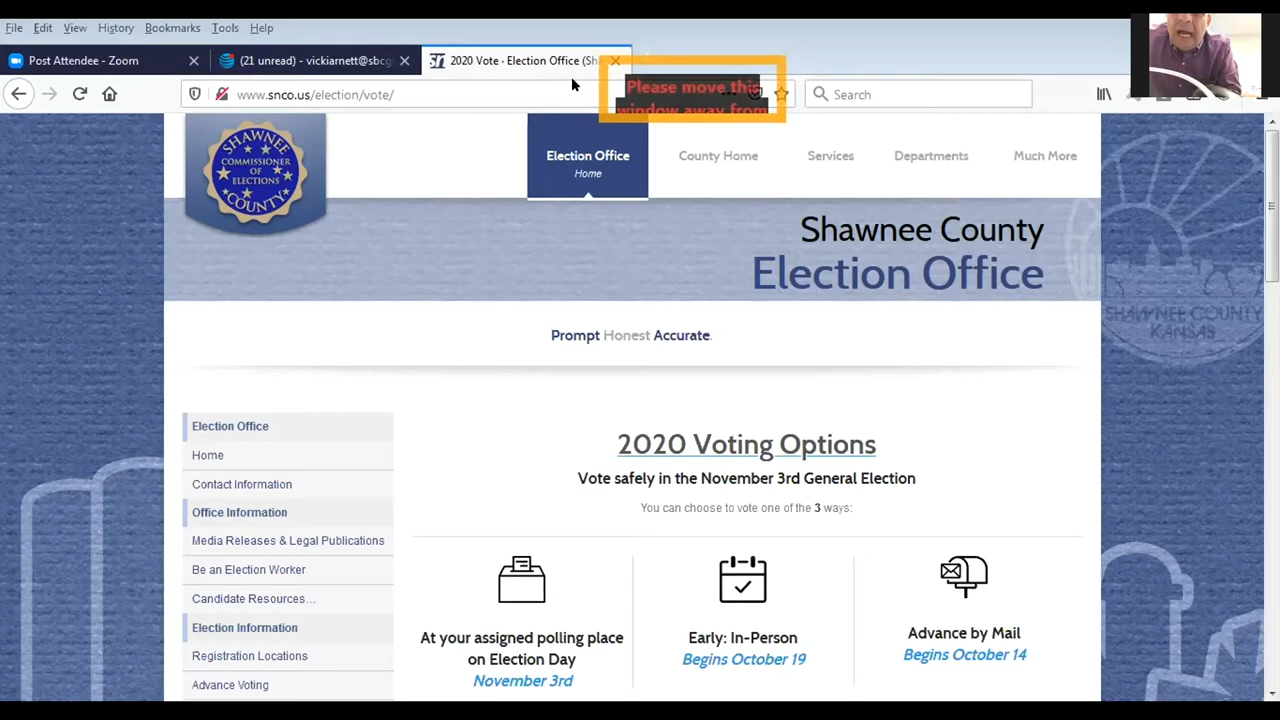 File Edit View History Bookmarks Tools Help
Post Attendee - Zoom
(21 unread) - vickiarnett@sbcg
2020 Vote · Election Office (Sha
Please move this
window away from
www.snco.us/election/vote/
Search
SHAWNEE
COMMISSIONER
OF
ELECTIONS
COUNTY
Election Office
Home
County Home
Services
Departments
Much More
Shawnee County
Election Office
SHAWNEE COUNTY
KANSAS
Prompt Honest Accurate.
Election Office
Home
Contact Information
Office Information
Media Releases & Legal Publications
Be an Election Worker
Candidate Resources...
Election Information
Registration Locations
Advance Voting
2020 Voting Options
Vote safely in the November 3rd General Election
You can choose to vote one of the 3 ways:
At your assigned polling place
on Election Day
November 3rd
Early: In-Person
Begins October 19
Advance by Mail
Begins October 14